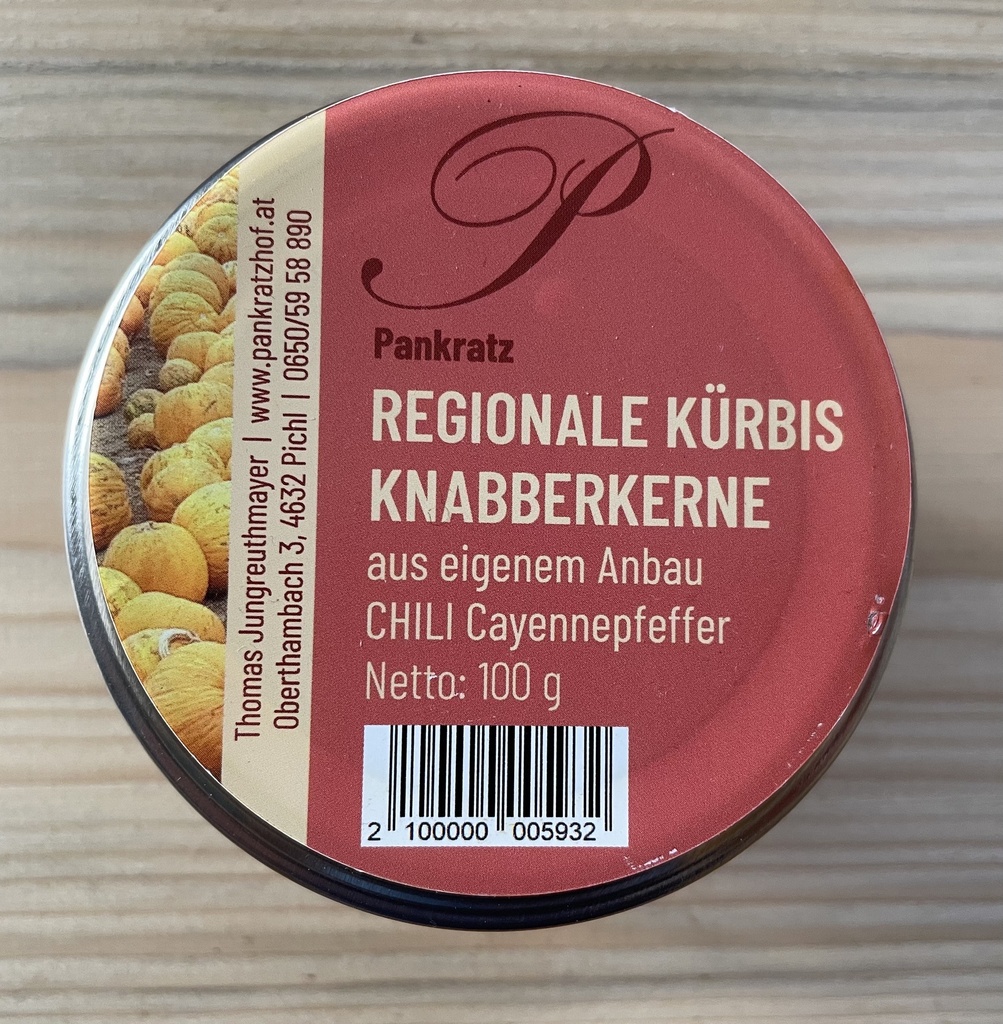 P
Pankratz
REGIONALE KÜRBIS
KNABBERKERNE
aus eigenem Anbau
CHILI Cayennepfeffer
Netto: 100 g
2 100000 005932
Thomas Jungreuthmayer | www.pankratzhof.at
Oberthambach 3, 4632 Pichl | 0650/59 58 890